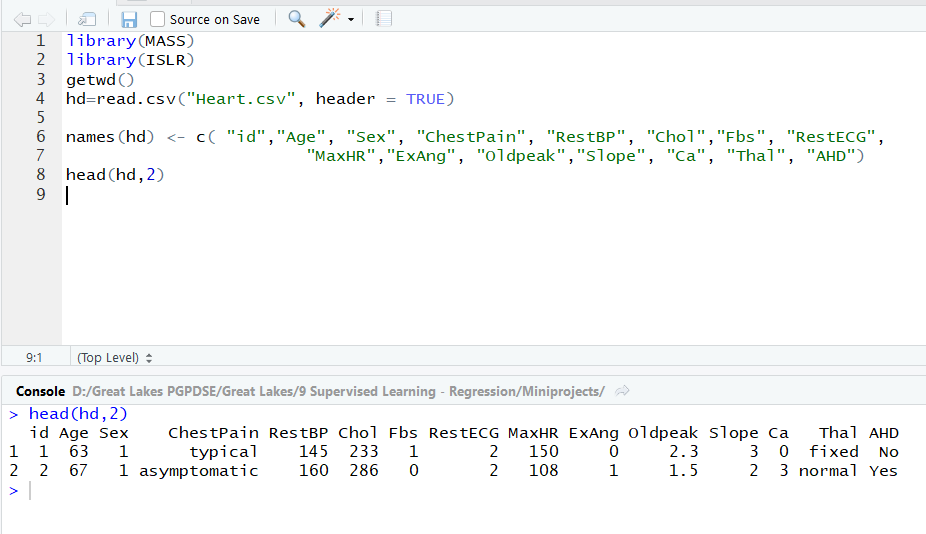 Source on Save
1 library(MASS)
2 library(ISLR)
3 getwd()
4 hd=read.csv("Heart.csv", header = TRUE)
5
6 names(hd) <- c( "id","Age", "Sex", "ChestPain", "RestBP", "Chol","Fbs", "RestECG",
7 "MaxHR","ExAng", "Oldpeak","Slope", "Ca", "Thal", "AHD")
8 head(hd,2)
9
9:1 (Top Level)
Console D:/Great Lakes PGPDSE/Great Lakes/9 Supervised Learning - Regression/Miniprojects/
> head(hd,2)
id Age Sex ChestPain RestBP Chol Fbs RestECG MaxHR ExAng Oldpeak Slope Ca Thal AHD
1 1 63 1 typical 145 233 1 2 150 0 2.3 3 0 fixed No
2 2 67 1 asymptomatic 160 286 0 2 108 1 1.5 2 3 normal Yes
>